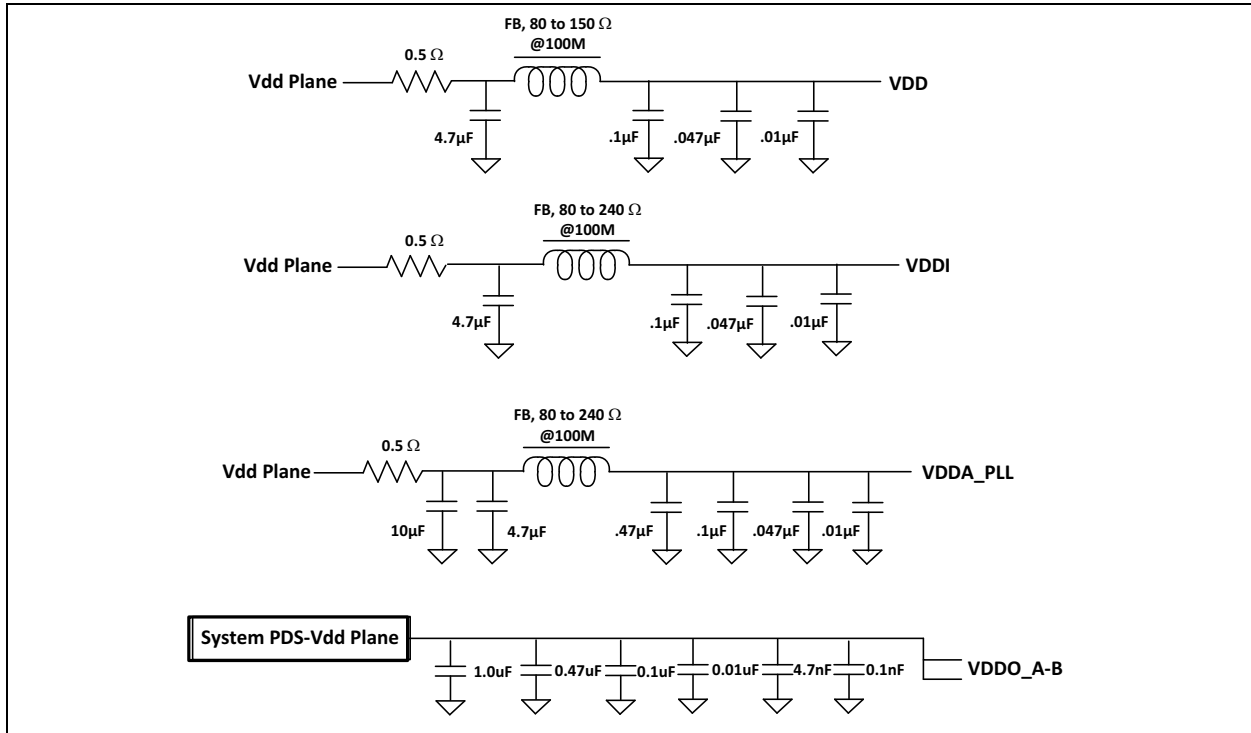 FB, 80 to 150 Ω
@100M
0.5 Ω
Vdd Plane
VDD
4.7µF
.1µF
.047µF
.01µF
FB, 80 to 240 Ω
@100M
0.5 Ω
Vdd Plane
VDDI
4.7µF
.1µF
.047µF
.01µF
FB, 80 to 240 Ω
@100M
0.5 Ω
Vdd Plane
VDDA_PLL
10µF
4.7µF
.47µF
.1µF
.047µF
.01µF
System PDS-Vdd Plane
1.0uF
0.47uF
0.1uF
0.01uF
4.7nF
0.1nF
VDDO_A-B